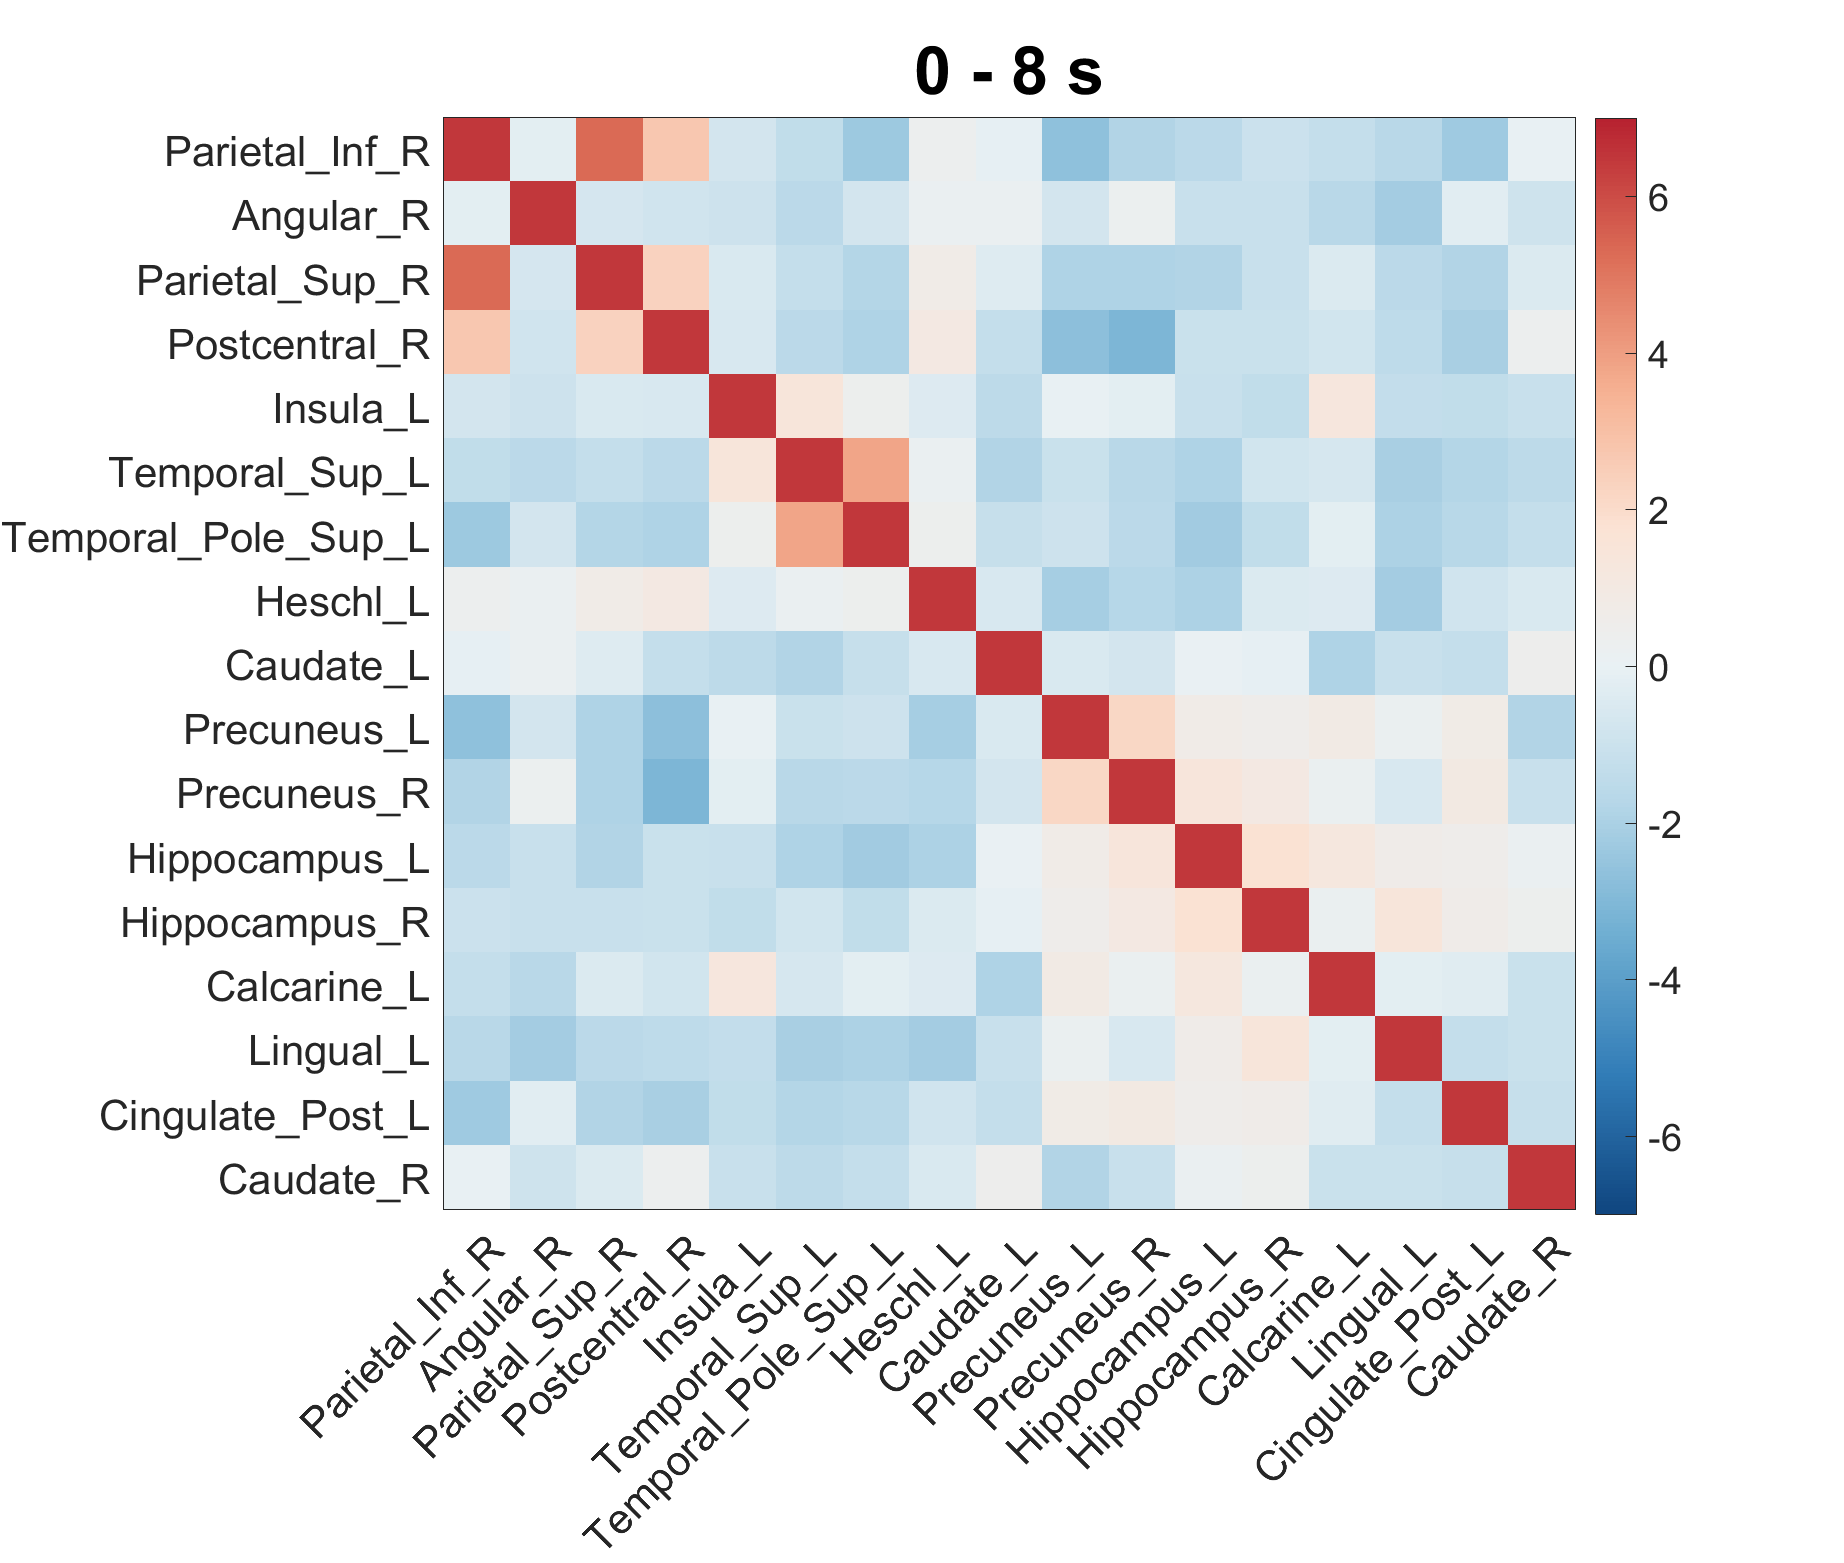 0 - 8 s
Parietal_Inf_R
Angular_R
Parietal_Sup_R
Postcentral_R
Insula_L
Temporal_Sup_L
Temporal_Pole_Sup_L
Heschl_L
Caudate_L
Precuneus_L
Precuneus_R
Hippocampus_L
Hippocampus_R
Calcarine_L
Lingual_L
Cingulate_Post_L
Caudate_R
6
4
2
0
-2
-4
-6
Parietal_Inf_R
Angular_R
Parietal_Sup_R
Postcentral_R
Insula_L
Temporal_Sup_L
Temporal_Pole_Sup_L
Heschl_L
Caudate_L
Precuneus_L
Precuneus_R
Hippocampus_L
Hippocampus_R
Calcarine_L
Lingual_L
Cingulate_Post_L
Caudate_R